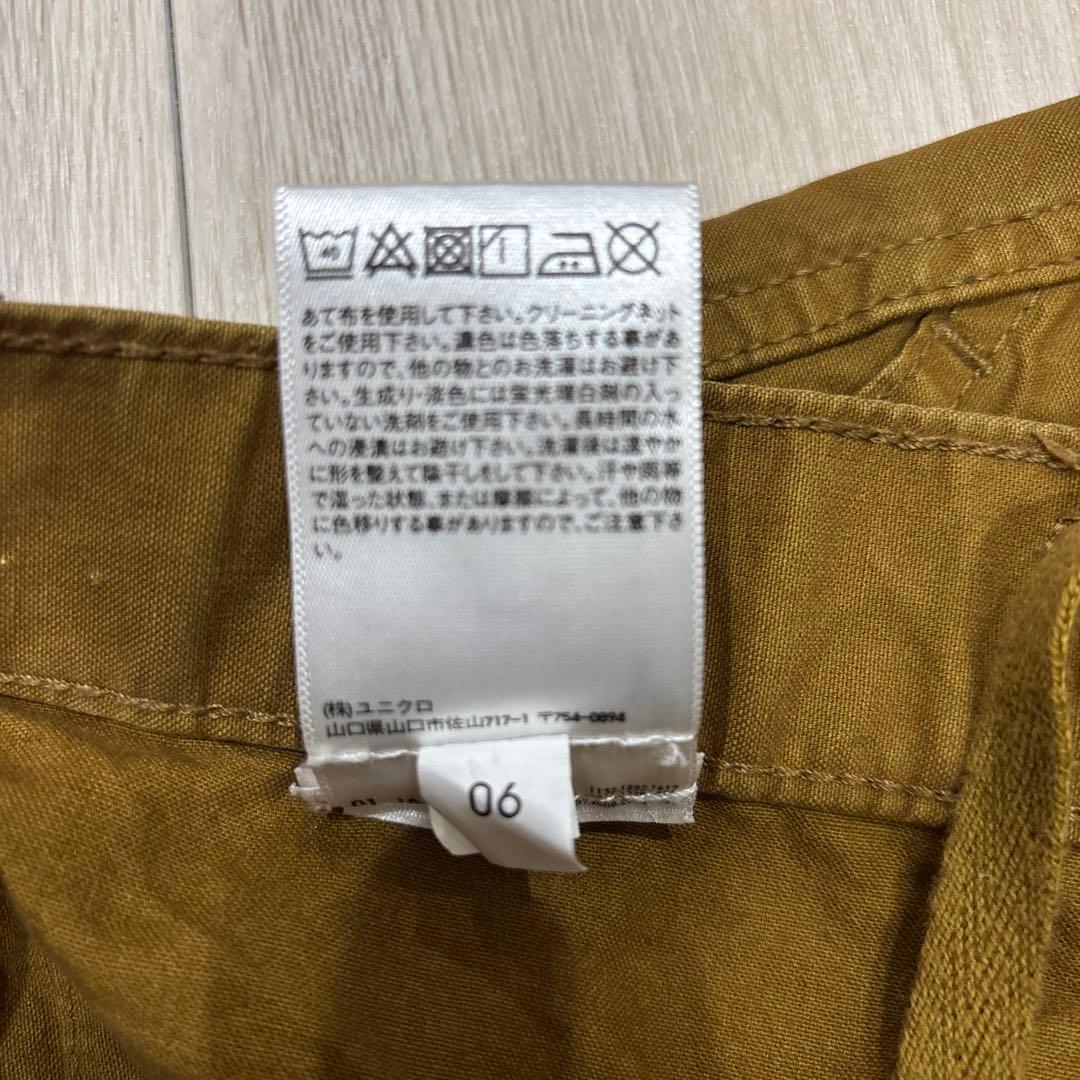 40
あて布を使用して下さい。クリーニングネット
をご使用下さい。濃色は色落ちする事があ
りますので、他の物とのお洗濯はお避け下
さい。生成り・淡色には蛍光増白剤の入っ
ていない洗剤をご使用下さい。長時間の水
への浸漬はお避け下さい。洗濯後は速やか
に形を整えて陰干しをして下さい。汗や雨等
で湿った状態、または摩擦によって、他の物
に色移りする事がありますので、ご注意下さ
い。
(株)ユニクロ
山口県山口市佐山717-1 〒754-0894
06